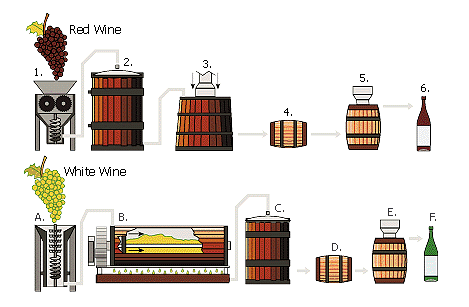 Red Wine
1.
2.
3.
4.
5.
6.
White Wine
A.
B.
C.
D.
E.
F.